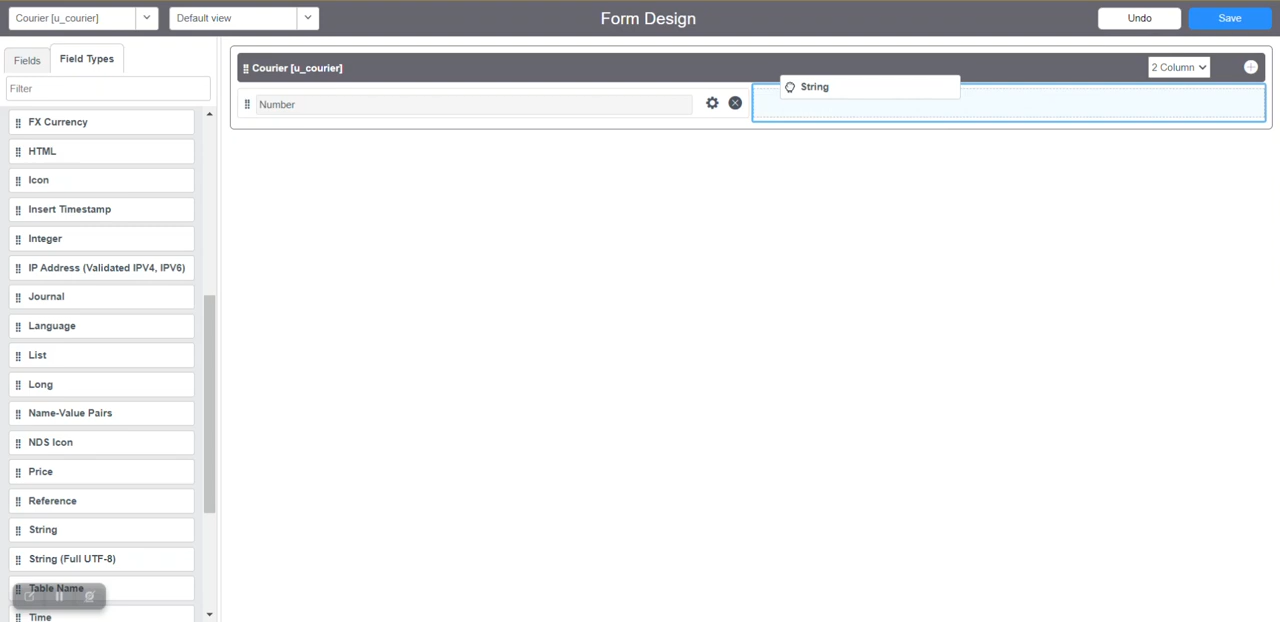 Courier [u_courier]
Default view
Form Design
Undo
Save
Fields
Field Types
Filter
FX Currency
HTML
Icon
Insert Timestamp
Integer
IP Address (Validated IPV4, IPV6)
Journal
Language
List
Long
Name-Value Pairs
NDS Icon
Price
Reference
String
String (Full UTF-8)
Table Name
Time
Courier [u_courier]
2 Column
String
Number